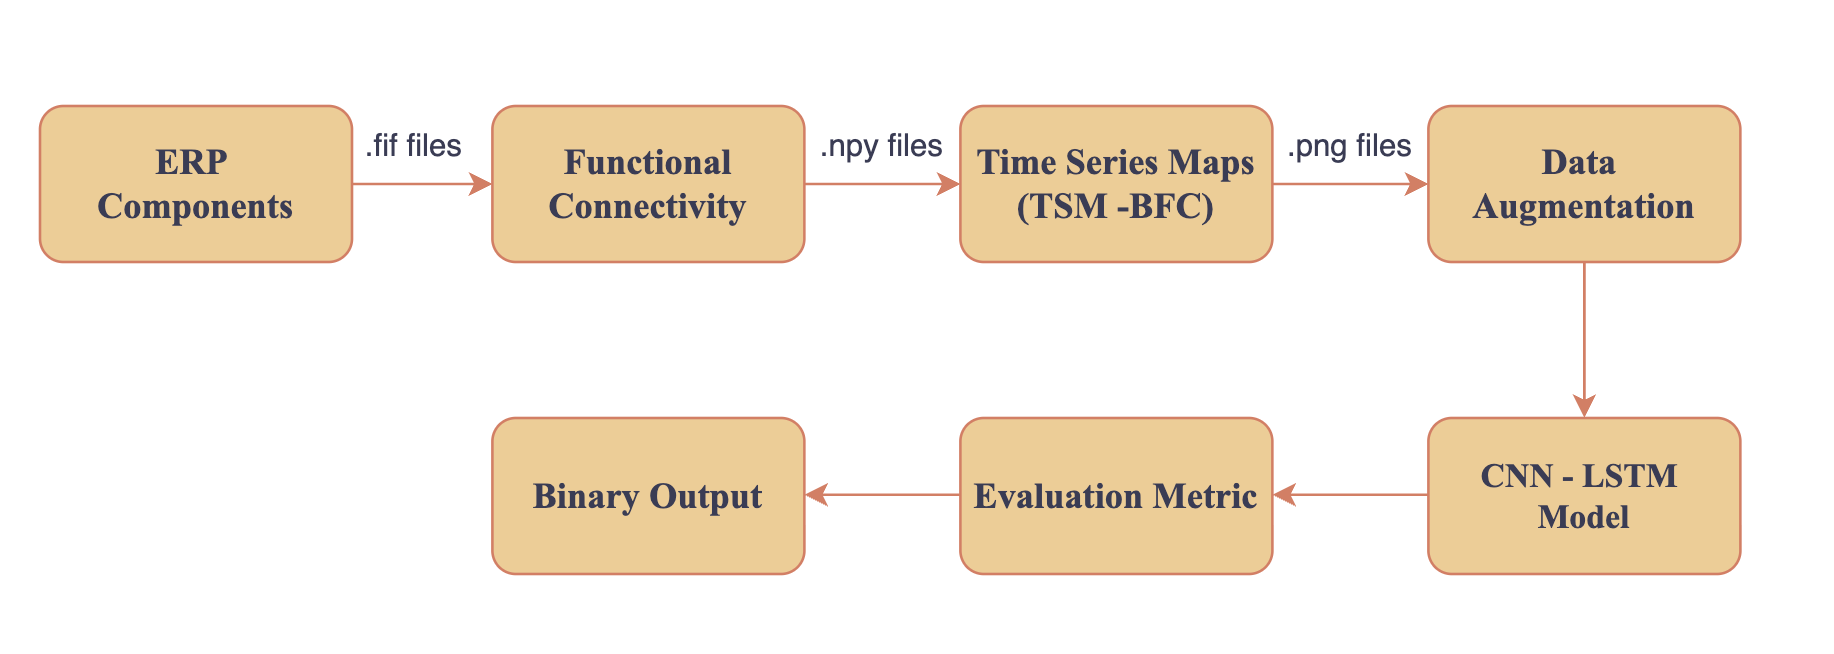 ERP
Components
.fif files
Functional
Connectivity
.npy files
Time Series Maps
(TSM -BFC)
.png files
Data
Augmentation
CNN - LSTM
Model
Evaluation Metric
Binary Output